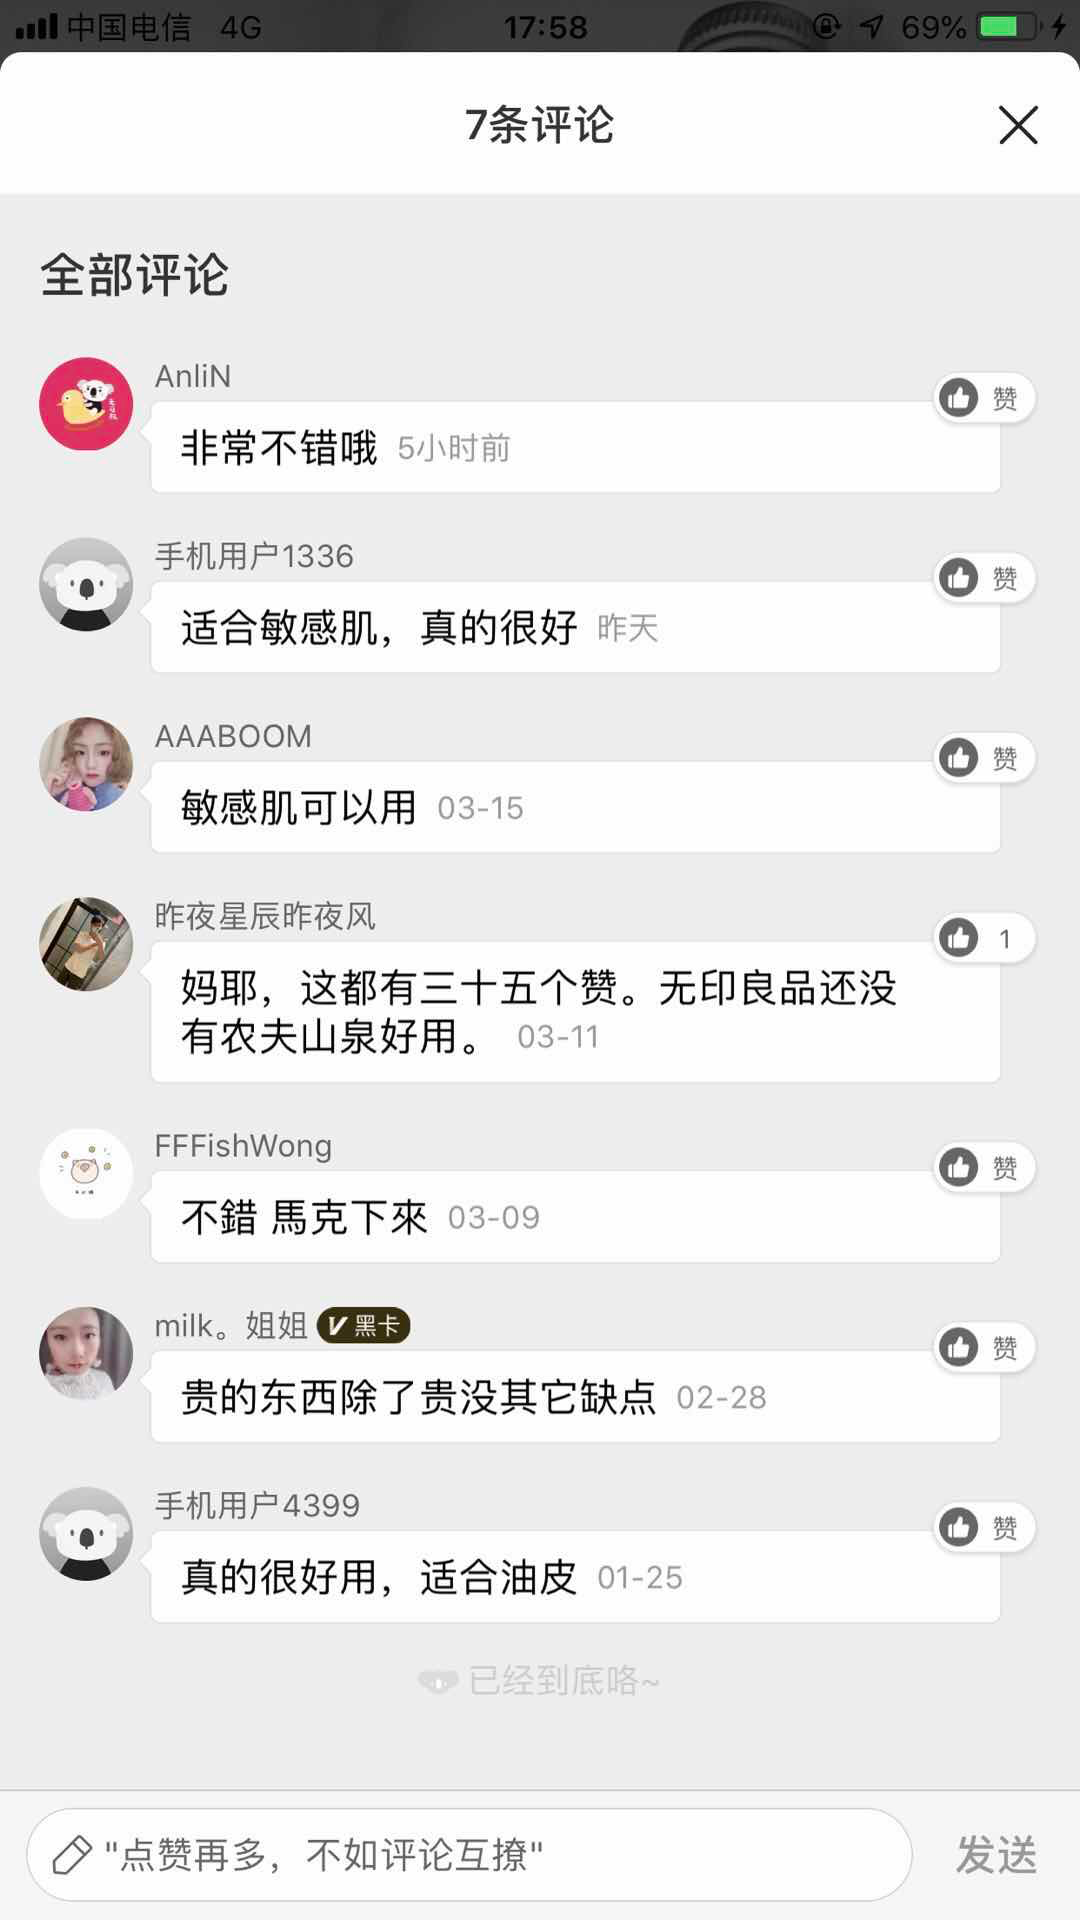 中国电信 4G 17:58 69%
7条评论
全部评论
AnliN
赞
非常不错哦 5小时前
手机用户1336
赞
适合敏感肌，真的很好 昨天
AAABOOM
赞
敏感肌可以用 03-15
昨夜星辰昨夜风
1
妈耶，这都有三十五个赞。无印良品还没
有农夫山泉好用。 03-11
FFFishWong
赞
不錯 馬克下來 03-09
milk。姐姐 V黑卡
赞
贵的东西除了贵没其它缺点 02-28
手机用户4399
赞
真的很好用，适合油皮 01-25
已经到底咯~
"点赞再多，不如评论互撩" 发送